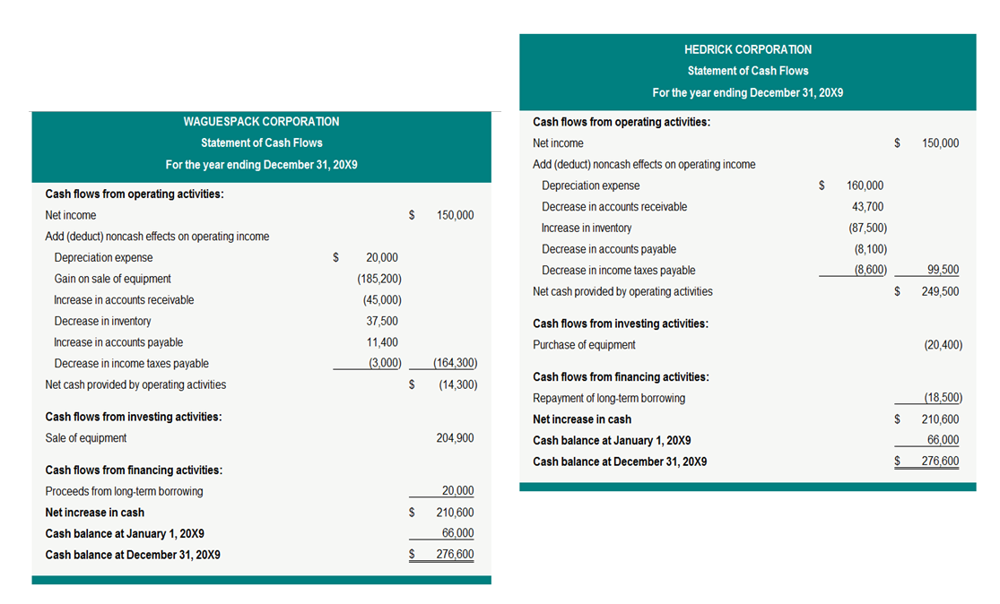 WAGUESPACK CORPORATION
Statement of Cash Flows
For the year ending December 31, 20X9
Cash flows from operating activities:
Net income $ 150,000
Add (deduct) noncash effects on operating income
Depreciation expense $ 20,000
Gain on sale of equipment (185,200)
Increase in accounts receivable (45,000)
Decrease in inventory 37,500
Increase in accounts payable 11,400
Decrease in income taxes payable (3,000) (164,300)
Net cash provided by operating activities $ (14,300)
Cash flows from investing activities:
Sale of equipment 204,900
Cash flows from financing activities:
Proceeds from long-term borrowing 20,000
Net increase in cash $ 210,600
Cash balance at January 1, 20X9 66,000
Cash balance at December 31, 20X9 $ 276,600
HEDRICK CORPORATION
Statement of Cash Flows
For the year ending December 31, 20X9
Cash flows from operating activities:
Net income $ 150,000
Add (deduct) noncash effects on operating income
Depreciation expense $ 160,000
Decrease in accounts receivable 43,700
Increase in inventory (87,500)
Decrease in accounts payable (8,100)
Decrease in income taxes payable (8,600) 99,500
Net cash provided by operating activities $ 249,500
Cash flows from investing activities:
Purchase of equipment (20,400)
Cash flows from financing activities:
Repayment of long-term borrowing (18,500)
Net increase in cash $ 210,600
Cash balance at January 1, 20X9 66,000
Cash balance at December 31, 20X9 $ 276,600